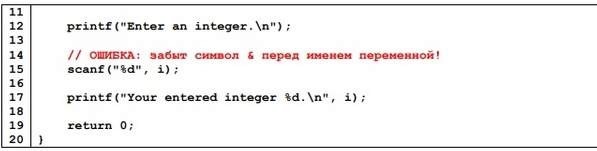 11
12 printf("Enter an integer.\n");
13
14 // ОШИБКА: забыт символ & перед именем переменной!
15 scanf("%d", i);
16
17 printf("Your entered integer %d.\n", i);
18
19 return 0;
20 }